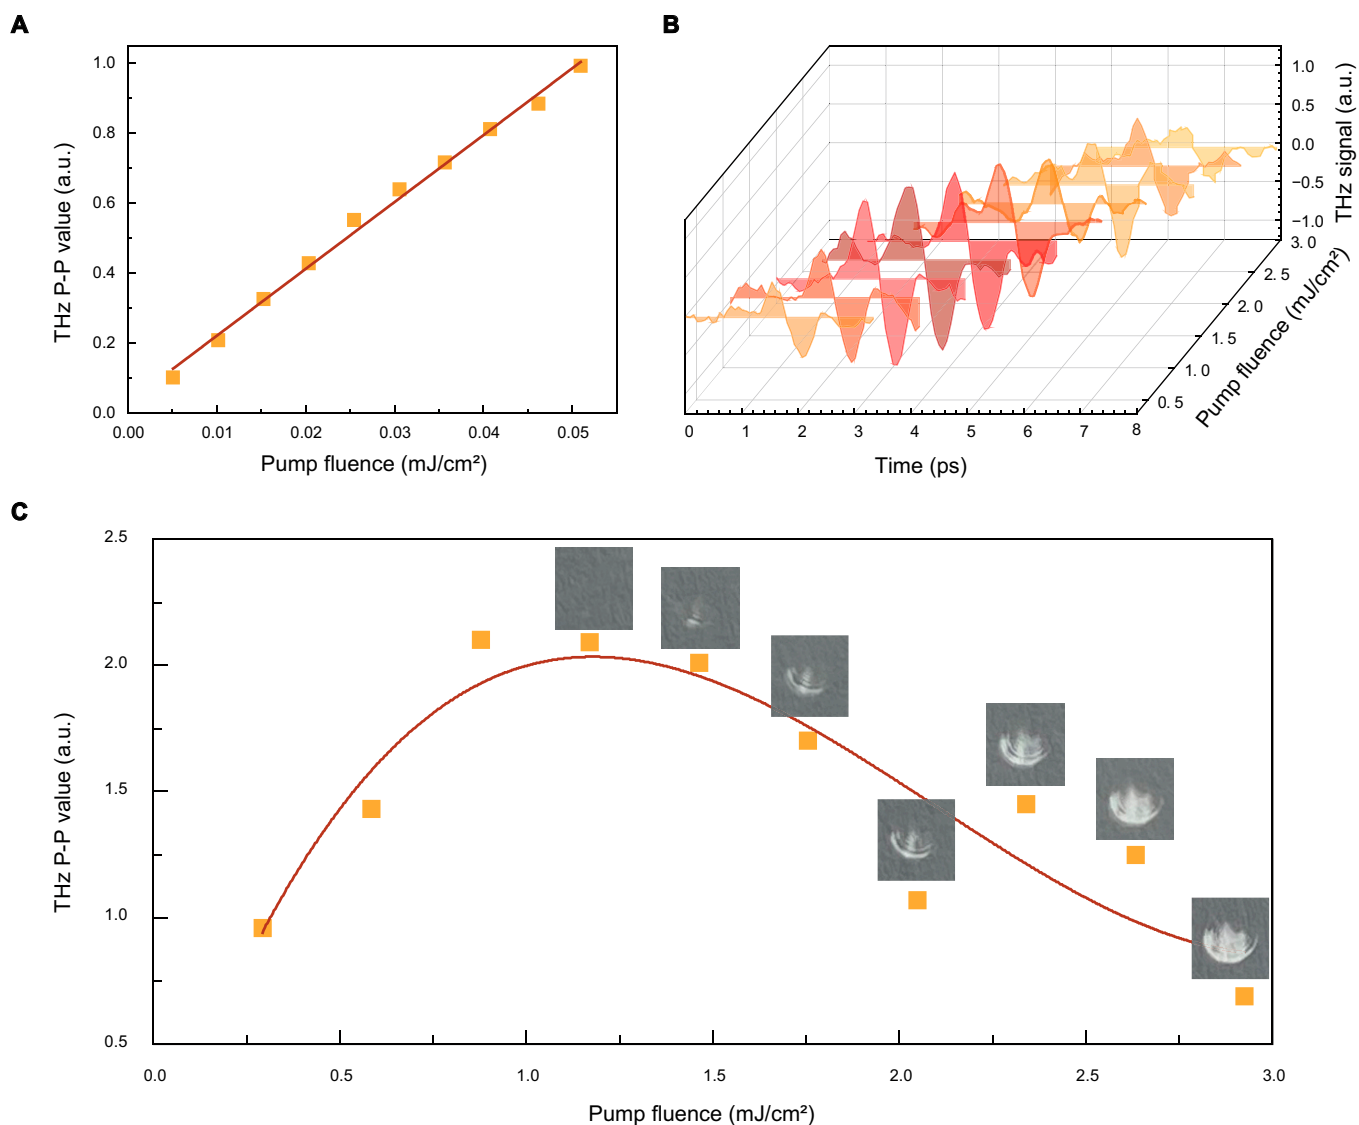 A
THz P-P value (a.u.)
1.0
0.8
0.6
0.4
0.2
0.0
0.00 0.01 0.02 0.03 0.04 0.05
Pump fluence (mJ/cm²)
B
1.0
0.5
0.0
−0.5
−1.0
THz signal (a.u.)
3.0
2.5
2.0
1.5
1.0
0.5
Pump fluence (mJ/cm²)
0 1 2 3 4 5 6 7 8
Time (ps)
C
THz P-P value (a.u.)
2.5
2.0
1.5
1.0
0.5
0.0 0.5 1.0 1.5 2.0 2.5 3.0
Pump fluence (mJ/cm²)